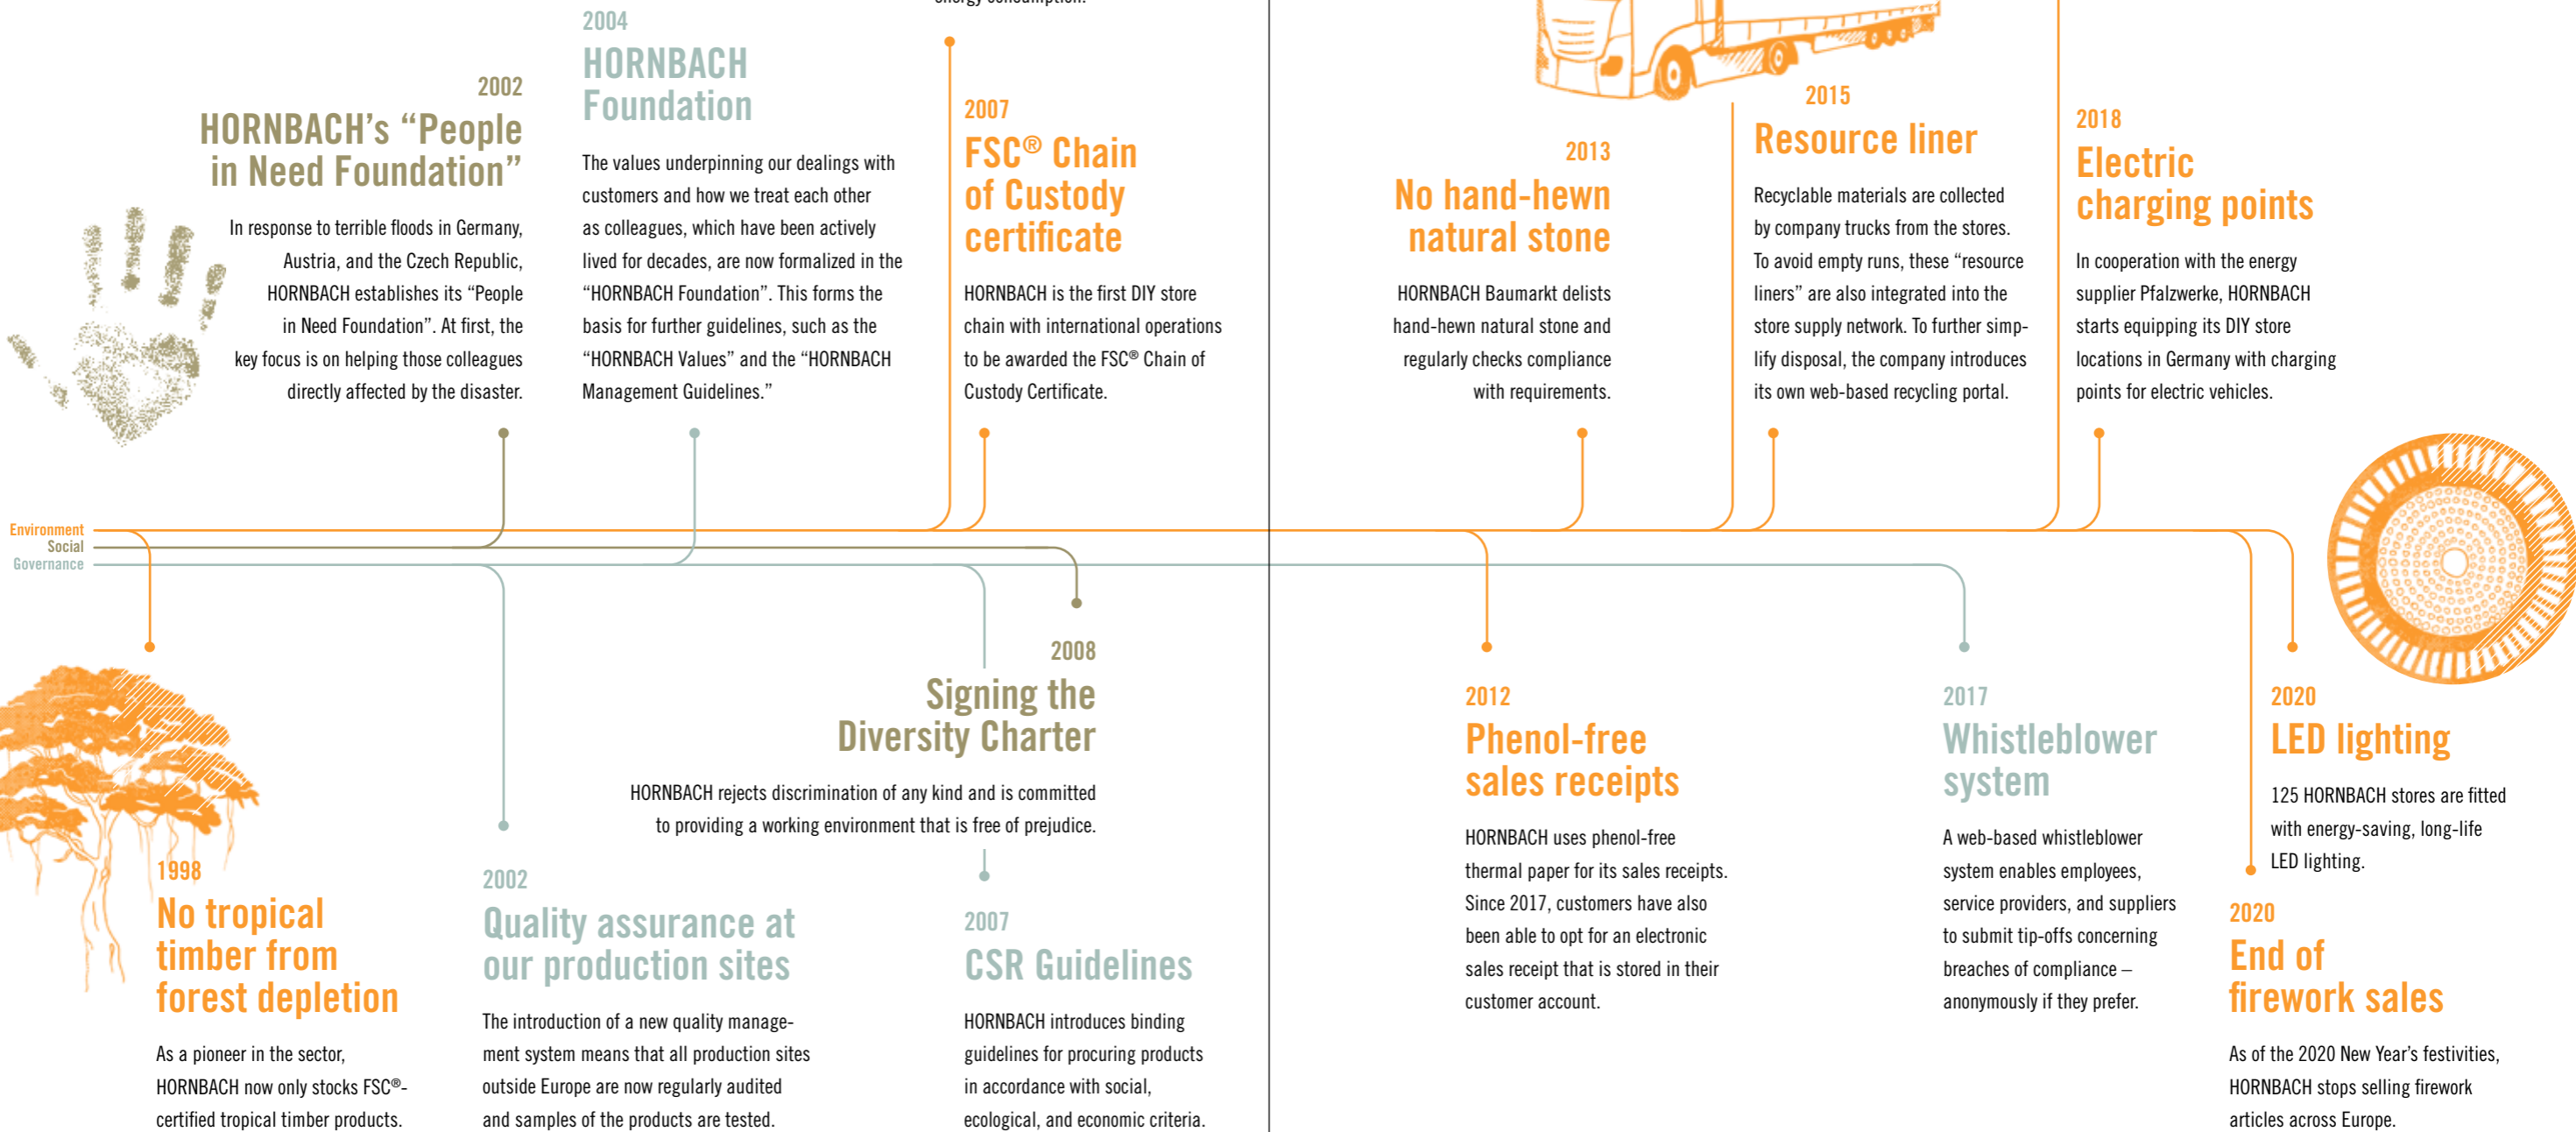 energy consumption.
2004
HORNBACH
Foundation
The values underpinning our dealings with
customers and how we treat each other
as colleagues, which have been actively
lived for decades, are now formalized in the
“HORNBACH Foundation”. This forms the
basis for further guidelines, such as the
“HORNBACH Values” and the “HORNBACH
Management Guidelines.”
2002
HORNBACH’s “People
in Need Foundation”
In response to terrible floods in Germany,
Austria, and the Czech Republic,
HORNBACH establishes its “People
in Need Foundation”. At first, the
key focus is on helping those colleagues
directly affected by the disaster.
2007
FSC® Chain
of Custody
certificate
HORNBACH is the first DIY store
chain with international operations
to be awarded the FSC® Chain of
Custody Certificate.
2013
No hand-hewn
natural stone
HORNBACH Baumarkt delists
hand-hewn natural stone and
regularly checks compliance
with requirements.
2015
Resource liner
Recyclable materials are collected
by company trucks from the stores.
To avoid empty runs, these “resource
liners” are also integrated into the
store supply network. To further simp-
lify disposal, the company introduces
its own web-based recycling portal.
2018
Electric
charging points
In cooperation with the energy
supplier Pfalzwerke, HORNBACH
starts equipping its DIY store
locations in Germany with charging
points for electric vehicles.
Environment
Social
Governance
1998
No tropical
timber from
forest depletion
As a pioneer in the sector,
HORNBACH now only stocks FSC®-
certified tropical timber products.
2002
Quality assurance at
our production sites
The introduction of a new quality manage-
ment system means that all production sites
outside Europe are now regularly audited
and samples of the products are tested.
2008
Signing the
Diversity Charter
HORNBACH rejects discrimination of any kind and is committed
to providing a working environment that is free of prejudice.
2007
CSR Guidelines
HORNBACH introduces binding
guidelines for procuring products
in accordance with social,
ecological, and economic criteria.
2012
Phenol-free
sales receipts
HORNBACH uses phenol-free
thermal paper for its sales receipts.
Since 2017, customers have also
been able to opt for an electronic
sales receipt that is stored in their
customer account.
2017
Whistleblower
system
A web-based whistleblower
system enables employees,
service providers, and suppliers
to submit tip-offs concerning
breaches of compliance –
anonymously if they prefer.
2020
LED lighting
125 HORNBACH stores are fitted
with energy-saving, long-life
LED lighting.
2020
End of
firework sales
As of the 2020 New Year’s festivities,
HORNBACH stops selling firework
articles across Europe.